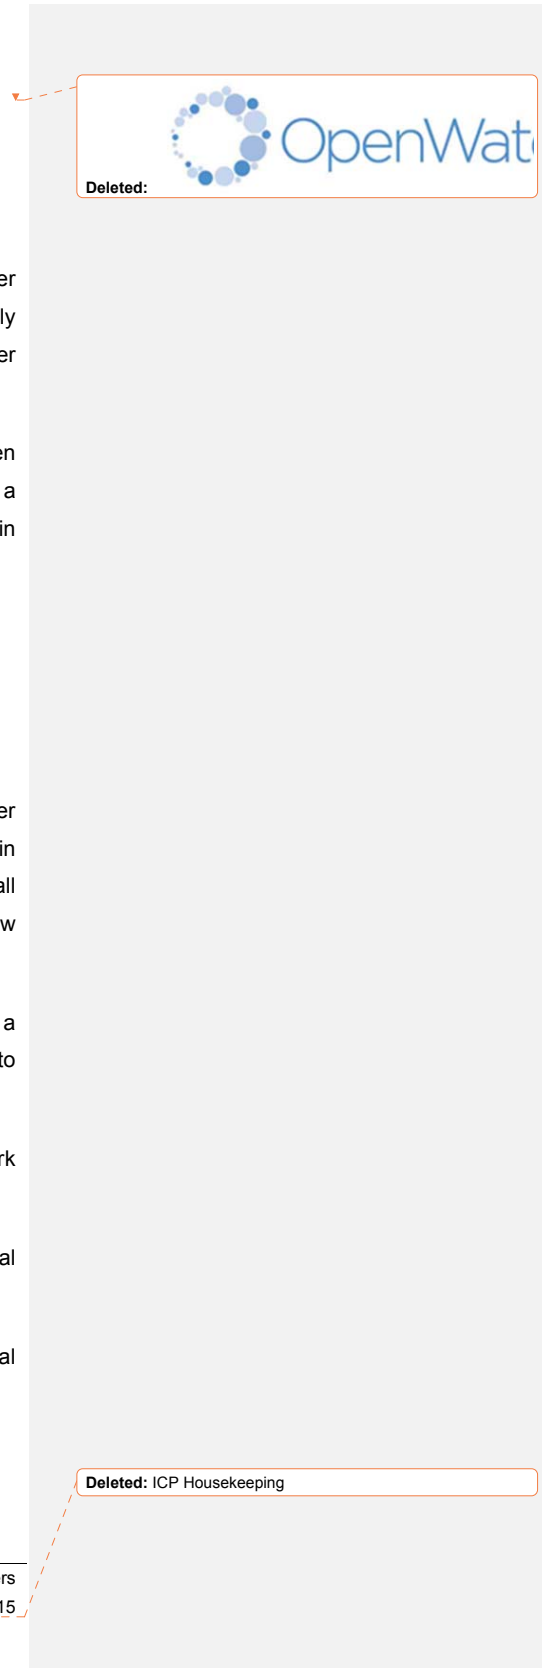 OpenWat
Deleted:
er
ly
er
en
a
in
er
in
all
w
a
to
rk
al
al
Deleted: ICP Housekeeping
rs
15